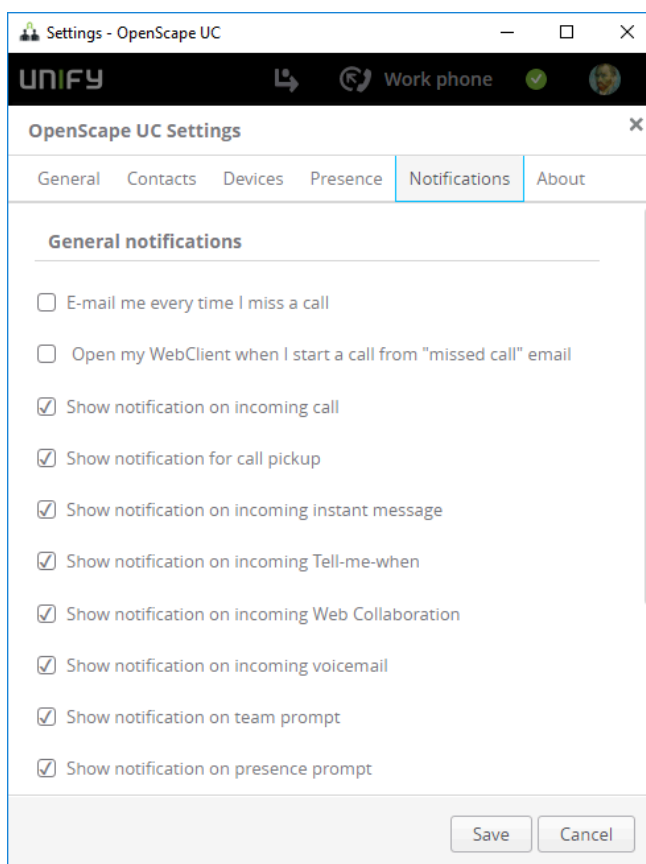 Settings - OpenScape UC
UNIFY
Work phone
OpenScape UC Settings
General Contacts Devices Presence Notifications About
General notifications
E-mail me every time I miss a call
Open my WebClient when I start a call from "missed call" email
Show notification on incoming call
Show notification for call pickup
Show notification on incoming instant message
Show notification on incoming Tell-me-when
Show notification on incoming Web Collaboration
Show notification on incoming voicemail
Show notification on team prompt
Show notification on presence prompt
Save Cancel